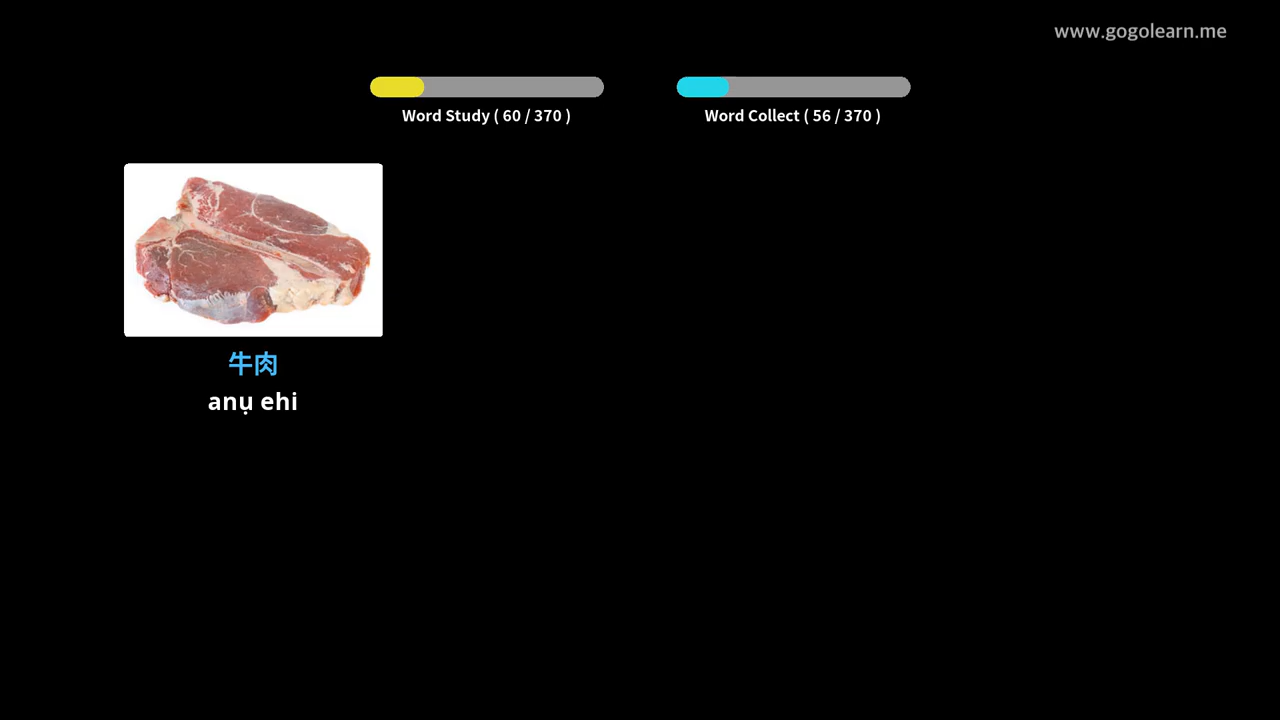 www.gogolearn.me
Word Study ( 60 / 370 )
Word Collect ( 56 / 370 )
牛肉
anụ ehi